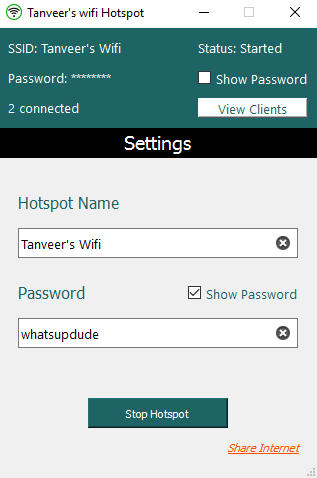 Tanveer's wifi Hotspot
SSID: Tanveer's Wifi
Status: Started
Password: ********
Show Password
2 connected
View Clients
Settings
Hotspot Name
Tanveer's Wifi
Password
Show Password
whatsupdude
Stop Hotspot
Share Internet